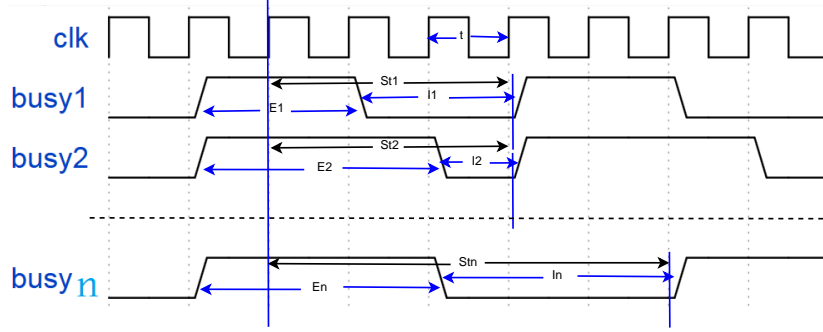 clk t
St1
busy1 E1 I1
St2
busy2 E2 I2
Stn
busy n En In